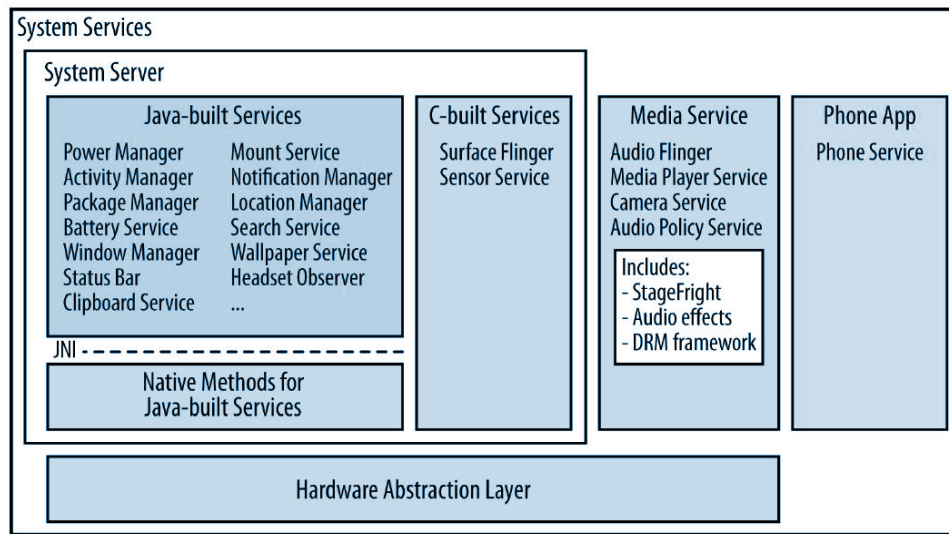 System Services
System Server
Java-built Services
Power Manager
Activity Manager
Package Manager
Battery Service
Window Manager
Status Bar
Clipboard Service
Mount Service
Notification Manager
Location Manager
Search Service
Wallpaper Service
Headset Observer
...
JNI
Native Methods for
Java-built Services
C-built Services
Surface Flinger
Sensor Service
Media Service
Audio Flinger
Media Player Service
Camera Service
Audio Policy Service
Includes:
- StageFright
- Audio effects
- DRM framework
Phone App
Phone Service
Hardware Abstraction Layer